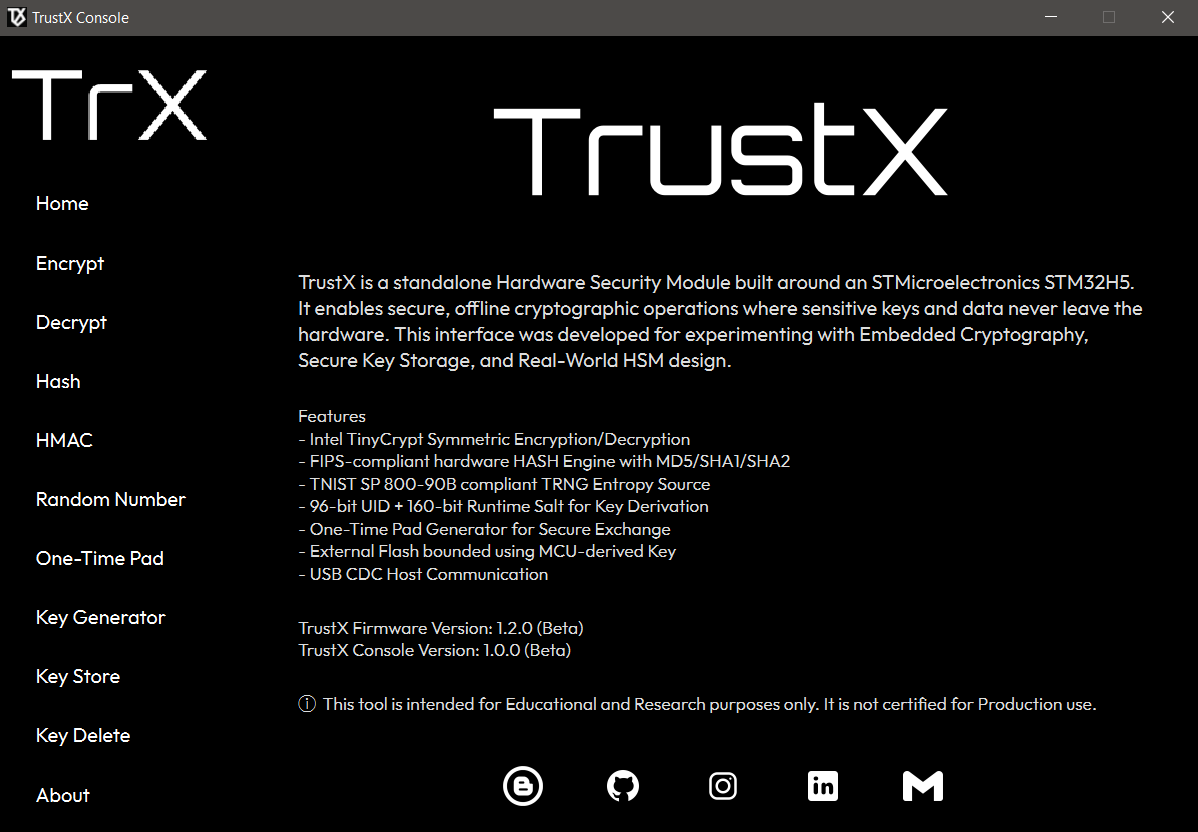 TrustX Console
TrX
Home
Encrypt
Decrypt
Hash
HMAC
Random Number
One-Time Pad
Key Generator
Key Store
Key Delete
About
TrustX
TrustX is a standalone Hardware Security Module built around an STMicroelectronics STM32H5.
It enables secure, offline cryptographic operations where sensitive keys and data never leave the
hardware. This interface was developed for experimenting with Embedded Cryptography,
Secure Key Storage, and Real-World HSM design.
Features
- Intel TinyCrypt Symmetric Encryption/Decryption
- FIPS-compliant hardware HASH Engine with MD5/SHA1/SHA2
- TNIST SP 800-90B compliant TRNG Entropy Source
- 96-bit UID + 160-bit Runtime Salt for Key Derivation
- One-Time Pad Generator for Secure Exchange
- External Flash bounded using MCU-derived Key
- USB CDC Host Communication
TrustX Firmware Version: 1.2.0 (Beta)
TrustX Console Version: 1.0.0 (Beta)
ⓘ This tool is intended for Educational and Research purposes only. It is not certified for Production use.